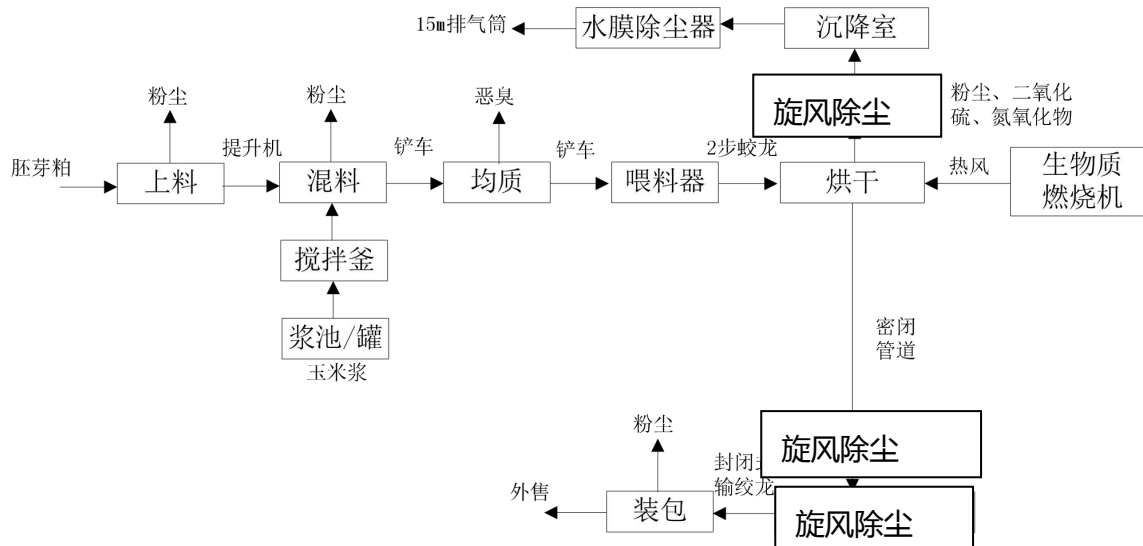 15m排气筒
水膜除尘器
沉降室
旋风除尘
粉尘、二氧化
硫、氮氧化物
粉尘
粉尘
恶臭
胚芽粕
上料
提升机
混料
铲车
均质
铲车
喂料器
2步蛟龙
烘干
热风
生物质
燃烧机
搅拌釜
浆池/罐
玉米浆
密闭
管道
旋风除尘
粉尘
封闭
输绞龙
外售
装包
旋风除尘